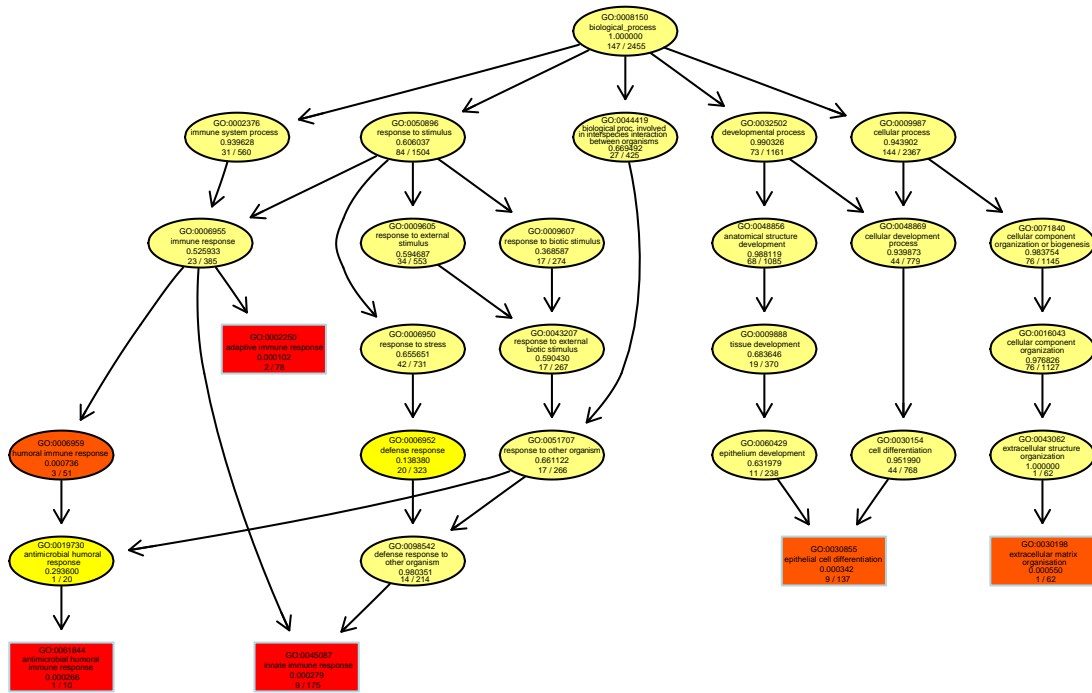 GO:0008150
biological_process
1.000000
147 / 2455
GO:0002376
immune system process
0.939628
31 / 560
GO:0050896
response to stimulus
0.606037
84 / 1504
GO:0044419
biological proc. involved
in interspecies interaction
between organisms
0.669492
27 / 425
GO:0032502
developmental process
0.990326
73 / 1161
GO:0009987
cellular process
0.943902
144 / 2367
GO:0006955
immune response
0.525933
23 / 385
GO:0009605
response to external
stimulus
0.594687
34 / 553
GO:0009607
response to biotic stimulus
0.368587
17 / 274
GO:0048856
anatomical structure
development
0.988119
68 / 1085
GO:0048869
cellular development
process
0.939873
44 / 779
GO:0071840
cellular component
organization or biogenesis
0.983754
76 / 1145
GO:0002250
adaptive immune response
0.000102
2 / 78
GO:0006950
response to stress
0.655651
42 / 731
GO:0043207
response to external
biotic stimulus
0.590430
17 / 267
GO:0009888
tissue development
0.683646
19 / 370
GO:0016043
cellular component
organization
0.976826
76 / 1127
GO:0006959
humoral immune response
0.000736
3 / 51
GO:0006952
defense response
0.138380
20 / 323
GO:0051707
response to other organism
0.661122
17 / 266
GO:0060429
epithelium development
0.631979
11 / 238
GO:0030154
cell differentiation
0.951990
44 / 768
GO:0043062
extracellular structure
organization
1.000000
1 / 62
GO:0019730
antimicrobial humoral
response
0.293600
1 / 20
GO:0098542
defense response to
other organism
0.980351
14 / 214
GO:0030855
epithelial cell differentiation
0.000342
9 / 137
GO:0030198
extracellular matrix
organisation
0.000550
1 / 62
GO:0061844
antimicrobial humoral
immune response
0.000268
1 / 10
GO:0045087
innate immune response
0.000279
9 / 175